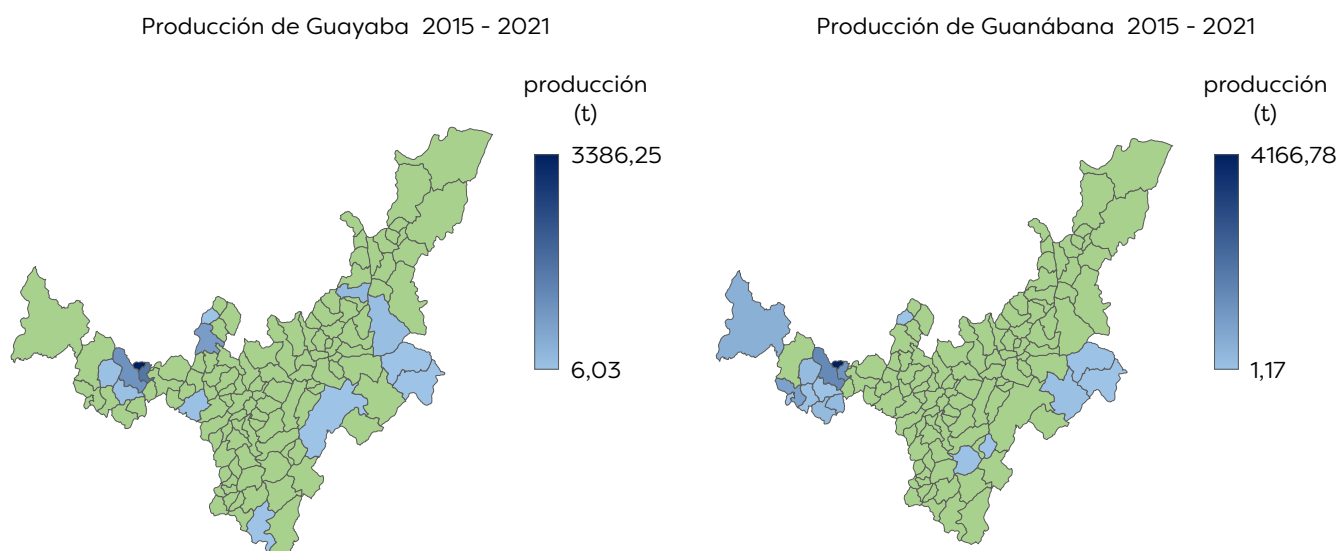 Producción de Guayaba 2015 - 2021
producción
(t)
3386,25
6,03
Producción de Guanábana 2015 - 2021
producción
(t)
4166,78
1,17